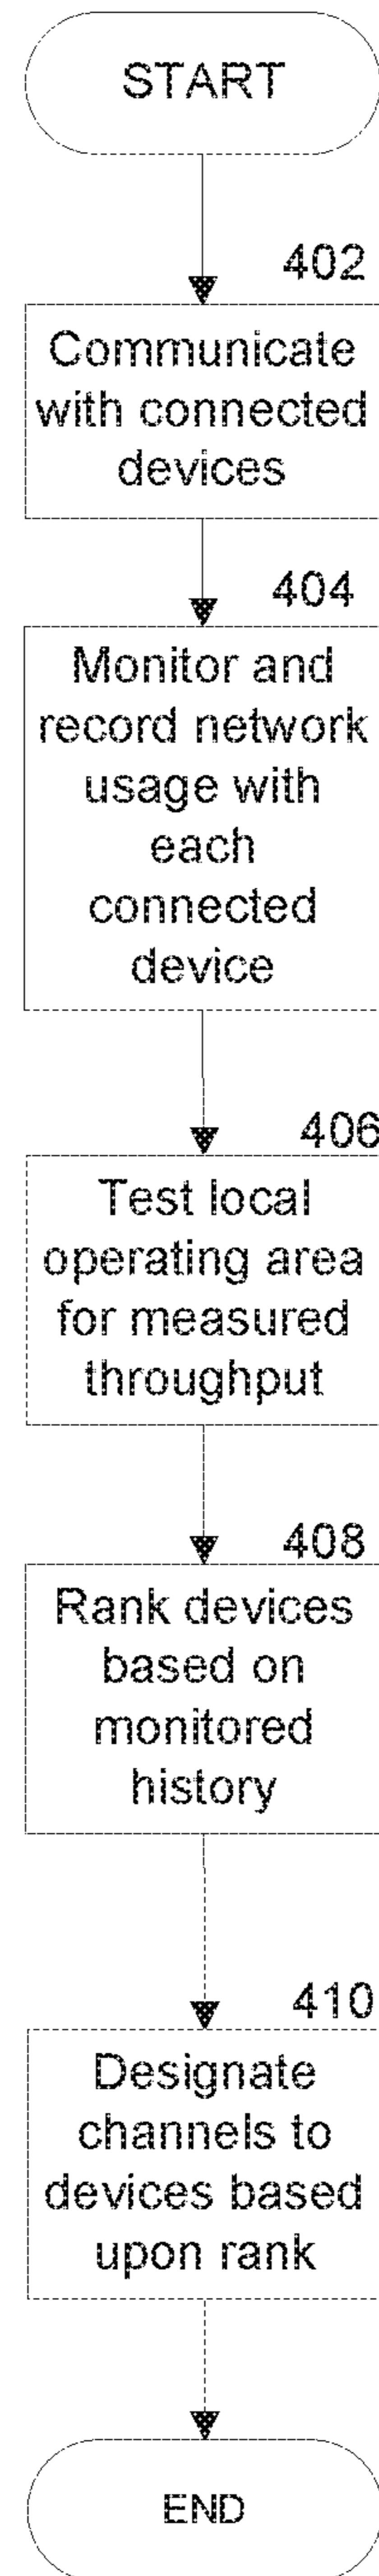 START
402
Communicate
with connected
devices
404
Monitor and
record network
usage with
each
connected
device
406
Test local
operating area
for measured
throughput
408
Rank devices
based on
monitored
history
410
Designate
channels to
devices based
upon rank
END